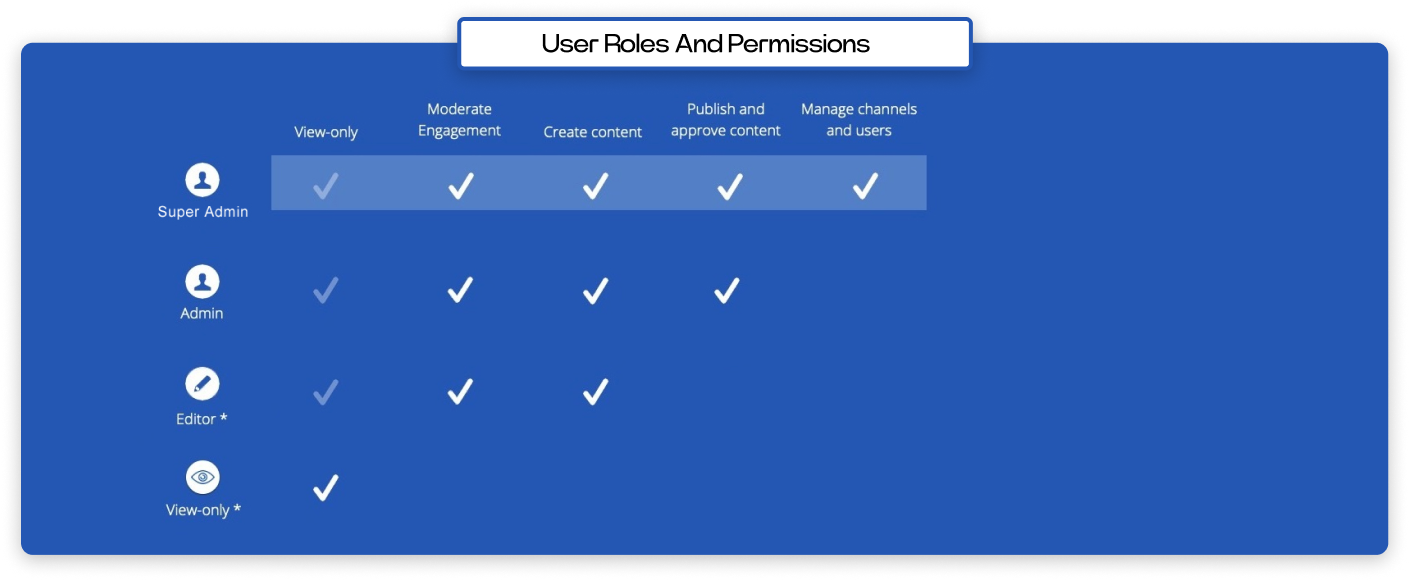 User Roles And Permissions
Moderate
Publish and
Manage channels
View-only
Engagement
Create content
approve content
and users
Super Admin
Admin
Editor *
View-only *